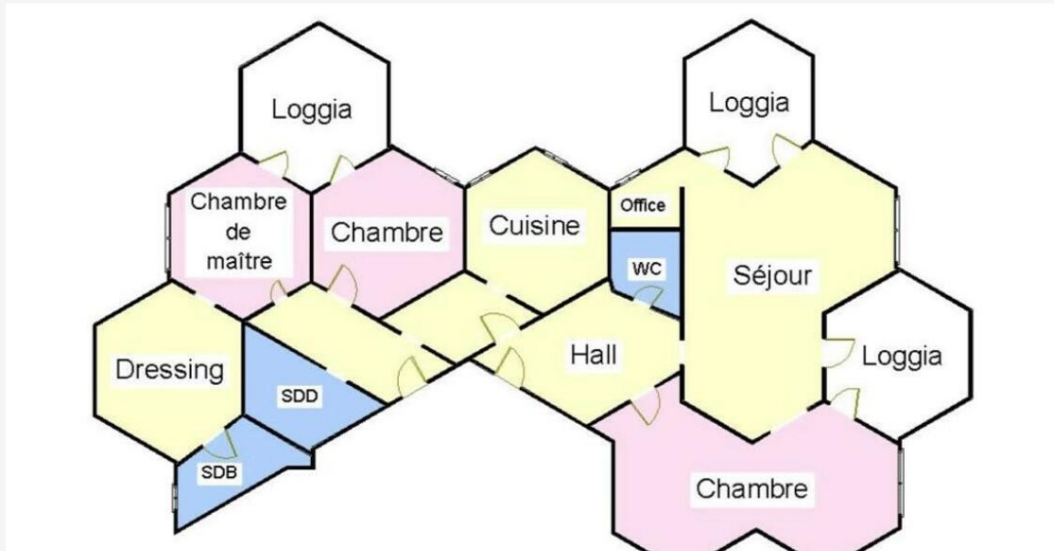 Loggia
Loggia
Chambre
de
maître
Chambre
Cuisine
Office
WC
Séjour
Dressing
SDD
Hall
Loggia
SDB
Chambre